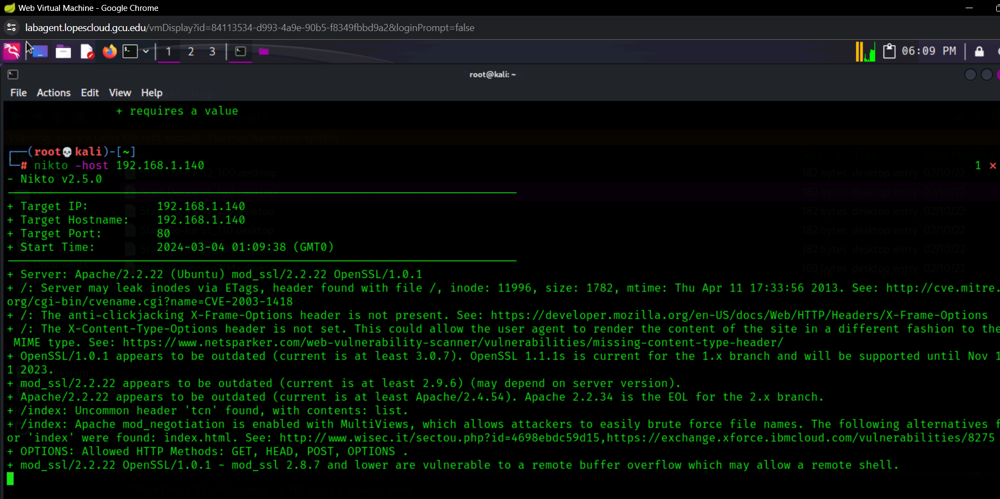 Web Virtual Machine - Google Chrome
labagent.lopescloud.gcu.edu/vmDisplay?id=84113534-d993-4a9e-90b5-f8349fbbd9a2&loginPrompt=false
1 2 3 06:09 PM
root@kali: ~
File Actions Edit View Help
+ requires a value
Warning, you are using the root account. You may harm your system.
(root💀kali)-[~]
# nikto -host 192.168.1.140 1 ×
- Nikto v2.5.0
+ Target IP: 192.168.1.140
+ Target Hostname: 192.168.1.140
+ Target Port: 80
+ Start Time: 2024-03-04 01:09:38 (GMT0)
+ Server: Apache/2.2.22 (Ubuntu) mod_ssl/2.2.22 OpenSSL/1.0.1
+ /: Server may leak inodes via ETags, header found with file /, inode: 11996, size: 1782, mtime: Thu Apr 11 17:33:56 2013. See: http://cve.mitre.
org/cgi-bin/cvename.cgi?name=CVE-2003-1418
+ /: The anti-clickjacking X-Frame-Options header is not present. See: https://developer.mozilla.org/en-US/docs/Web/HTTP/Headers/X-Frame-Options
+ /: The X-Content-Type-Options header is not set. This could allow the user agent to render the content of the site in a different fashion to the
MIME type. See: https://www.netsparker.com/web-vulnerability-scanner/vulnerabilities/missing-content-type-header/
+ OpenSSL/1.0.1 appears to be outdated (current is at least 3.0.7). OpenSSL 1.1.1s is current for the 1.x branch and will be supported until Nov 1
1 2023.
+ mod_ssl/2.2.22 appears to be outdated (current is at least 2.9.6) (may depend on server version).
+ Apache/2.2.22 appears to be outdated (current is at least Apache/2.4.54). Apache 2.2.34 is the EOL for the 2.x branch.
+ /index: Uncommon header 'tcn' found, with contents: list.
+ /index: Apache mod_negotiation is enabled with MultiViews, which allows attackers to easily brute force file names. The following alternatives f
or 'index' were found: index.html. See: http://www.wisec.it/sectou.php?id=4698ebdc59d15,https://exchange.xforce.ibmcloud.com/vulnerabilities/8275
+ OPTIONS: Allowed HTTP Methods: GET, HEAD, POST, OPTIONS .
+ mod_ssl/2.2.22 OpenSSL/1.0.1 - mod_ssl 2.8.7 and lower are vulnerable to a remote buffer overflow which may allow a remote shell.